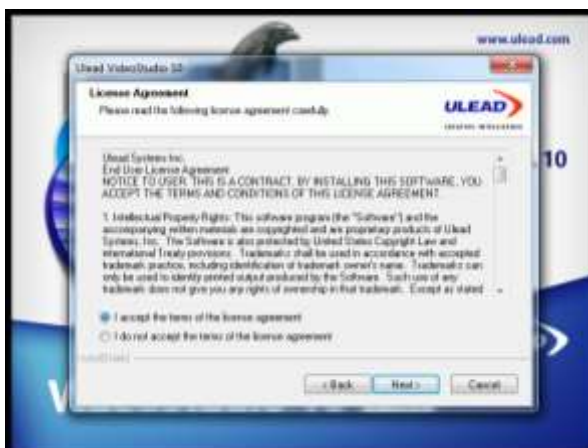 www.ulead.com
Ulead VideoStudio 10
License Agreement
Please read the following license agreement carefully.
ULEAD
10
Ulead Systems Inc.
End User License Agreement
NOTICE TO USER: THIS IS A CONTRACT. BY INSTALLING THIS SOFTWARE, YOU
ACCEPT THE TERMS AND CONDITIONS OF THIS LICENSE AGREEMENT.
1. Intellectual Property Rights: This software program (the "Software") and the
accompanying written materials are copyrighted and are proprietary products of Ulead
Systems, Inc. The Software is also protected by United States Copyright Law and
international Treaty provisions. Trademarks shall be used in accordance with accepted
trademark practice, including identification of trademark owner's name. Trademarks can
only be used to identify printed output produced by the Software. Such use of any
trademark does not give you any rights of ownership in that trademark. Except as stated
I accept the terms of the license agreement
I do not accept the terms of the license agreement
InstallShield
< Back
Next >
Cancel